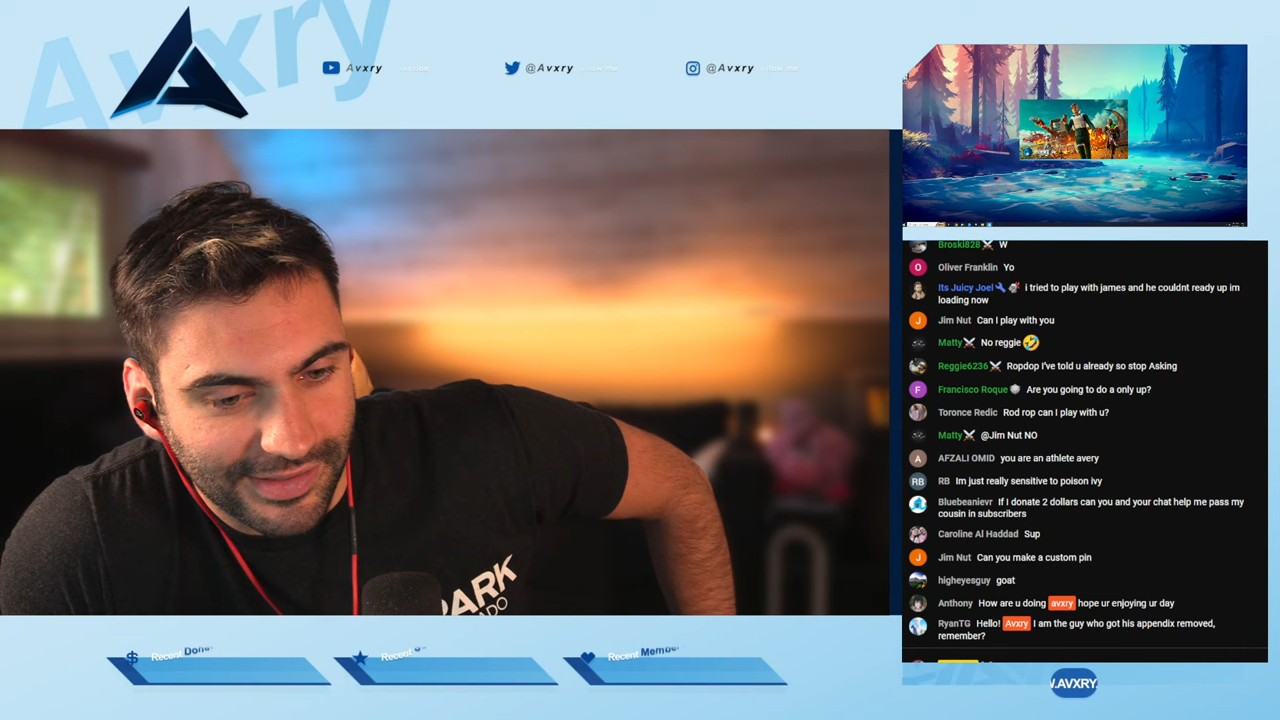 Avxry
Avxry
@Avxry
@Avxry
Broski828 W
Oliver Franklin Yo
Its Juicy Joel i tried to play with james and he couldnt ready up im
loading now
Jim Nut Can I play with you
Matty No reggie 🤣
Reggie6236 Ropdop I've told u already so stop Asking
Francisco Roque Are you going to do a only up?
Toronce Redic Rod rop can I play with u?
Matty @Jim Nut NO
A AFZALI OMID you are an athlete avery
RB RB Im just really sensitive to poison ivy
Bluebeanievr If I donate 2 dollars can you and your chat help me pass my
cousin in subscribers
Caroline Al Haddad Sup
J Jim Nut Can you make a custom pin
higheyesguy goat
Anthony How are u doing avxry hope ur enjoying ur day
RyanTG Hello! Avxry I am the guy who got his appendix removed,
remember?
ARK
DO
Recent
Recent
Recent Member
.AVXRY.